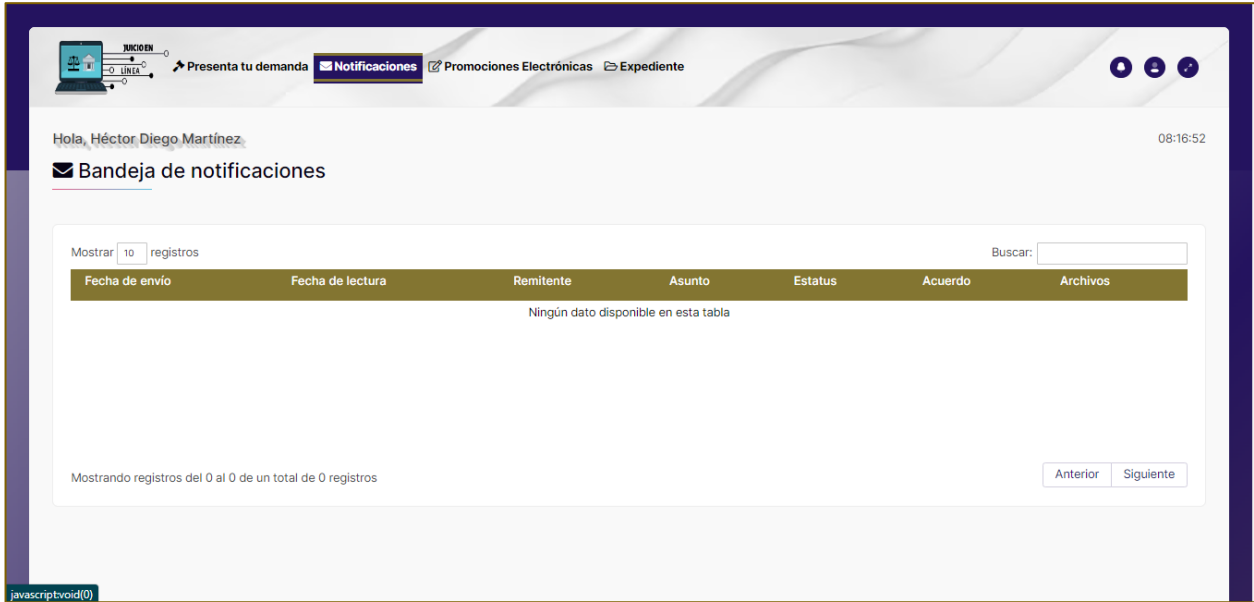 JUICIO EN
LÍNEA
Presenta tu demanda Notificaciones Promociones Electrónicas Expediente
Hola, Héctor Diego Martínez
08:16:52
Bandeja de notificaciones
Mostrar 10 registros
Buscar:
Fecha de envío Fecha de lectura Remitente Asunto Estatus Acuerdo Archivos
Ningún dato disponible en esta tabla
Mostrando registros del 0 al 0 de un total de 0 registros
Anterior Siguiente
javascript:void(0)